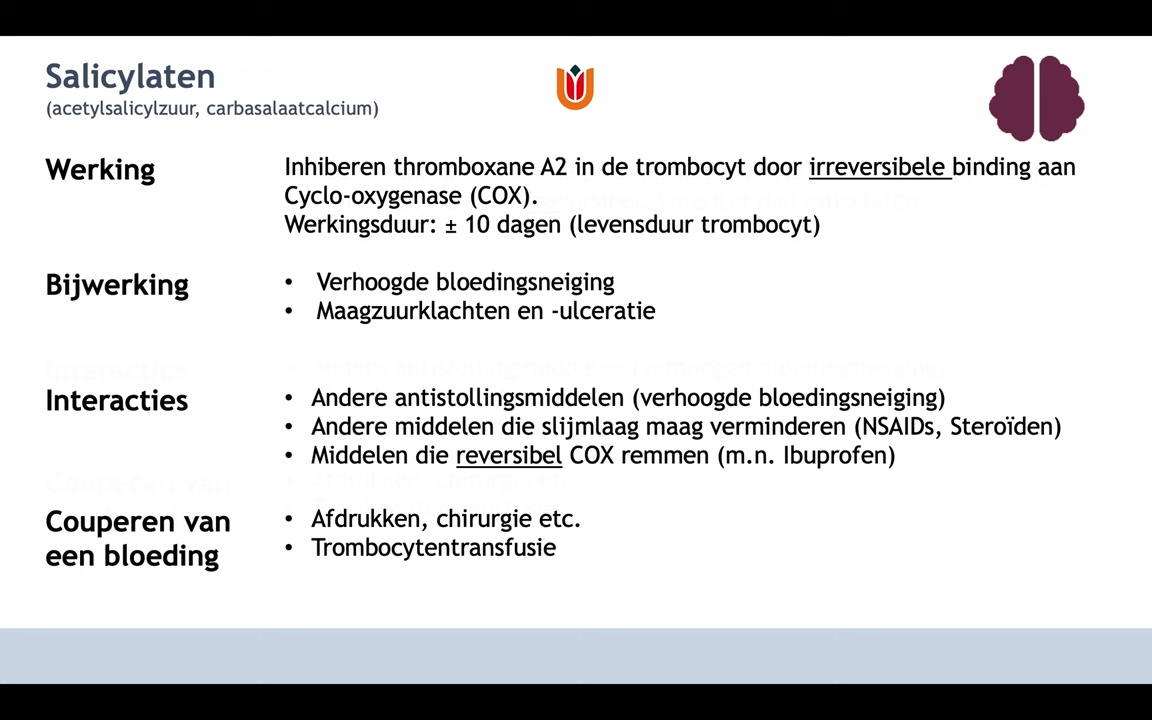 Salicylaten
(acetylsalicylzuur, carbasalaatcalcium)
Werking
Inhiberen thromboxane A2 in de trombocyt door irreversibele binding aan
Cyclo-oxygenase (COX).
Werkingsduur: ± 10 dagen (levensduur trombocyt)
Bijwerking
• Verhoogde bloedingsneiging
• Maagzuurklachten en -ulceratie
Interacties
• Andere antistollingsmiddelen (verhoogde bloedingsneiging)
• Andere middelen die slijmlaag maag verminderen (NSAIDs, Steroïden)
• Middelen die reversibel COX remmen (m.n. Ibuprofen)
Couperen van
een bloeding
• Afdrukken, chirurgie etc.
• Trombocytentransfusie